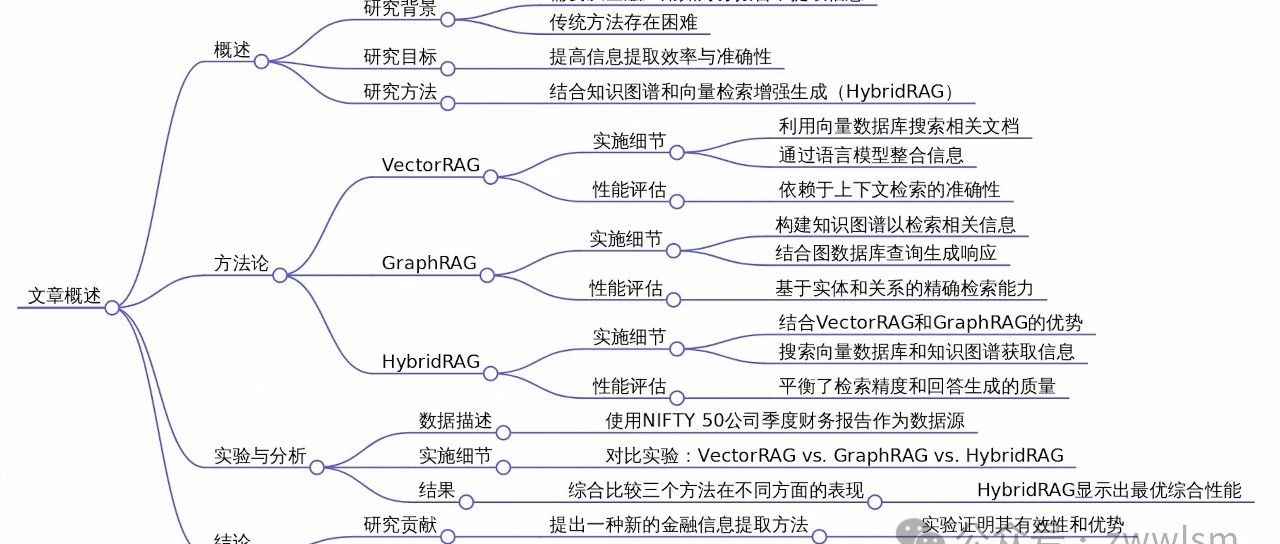 研究背景
传统方法存在困难
概述
研究目标
提高信息提取效率与准确性
研究方法
结合知识图谱和向量检索增强生成（HybridRAG）
利用向量数据库搜索相关文档
实施细节
通过语言模型整合信息
VectorRAG
性能评估
依赖于上下文检索的准确性
构建知识图谱以检索相关信息
实施细节
结合图数据库查询生成响应
方法论
GraphRAG
性能评估
基于实体和关系的精确检索能力
文章概述
结合VectorRAG和GraphRAG的优势
实施细节
搜索向量数据库和知识图谱获取信息
HybridRAG
性能评估
平衡了检索精度和回答生成的质量
数据描述
使用NIFTY 50公司季度财务报告作为数据源
实验与分析
实施细节
对比实验：VectorRAG vs. GraphRAG vs. HybridRAG
结果
综合比较三个方法在不同方面的表现
HybridRAG显示出最优综合性能
研究贡献
提出一种新的金融信息提取方法
实验证明其有效性和优势
结论
公众号：zwwlsm